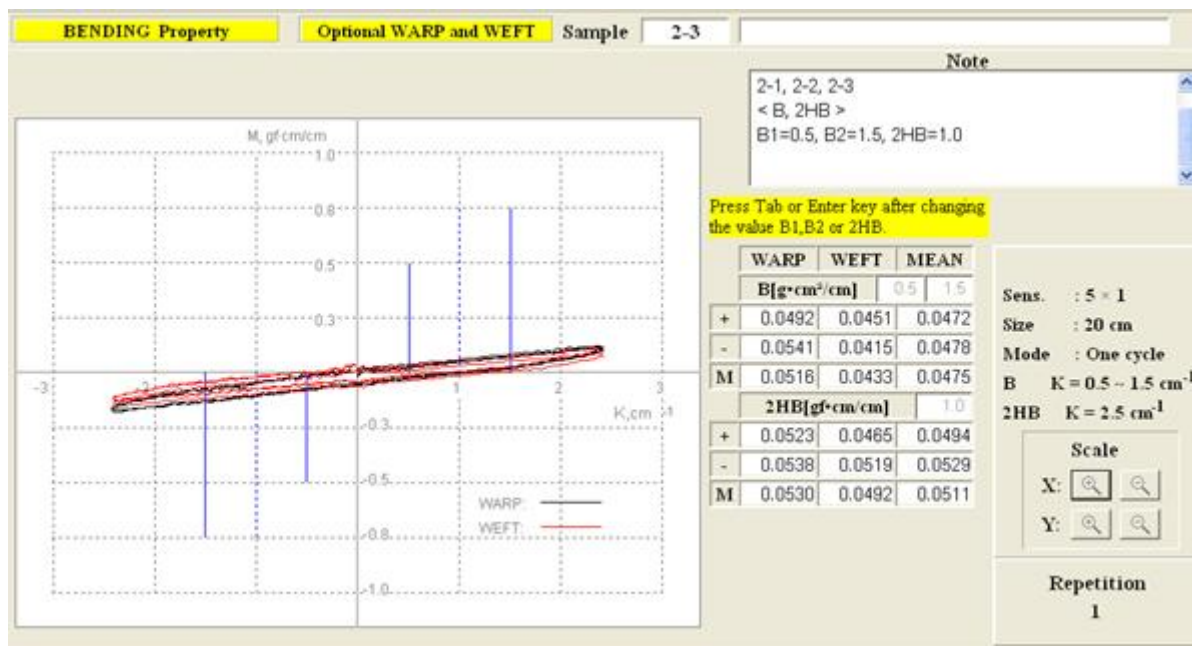 BENDING Property Optional WARP and WEFT Sample 2-3
Note
2-1, 2-2, 2-3
< B, 2HB >
B1=0.5, B2=1.5, 2HB=1.0
Press Tab or Enter key after changing
the value B1,B2 or 2HB.
M, gf·cm/cm
1.0
0.8
0.5
0.3
-3 -2 1 2 3
K,cm -1
-0.3
-0.5
-0.8
-1.0
WARP:
WEFT:
WARP WEFT MEAN
B[g•cm²/cm] 0.5 1.5
+ 0.0492 0.0451 0.0472
- 0.0541 0.0415 0.0478
M 0.0516 0.0433 0.0475
2HB[gf•cm/cm] 1.0
+ 0.0523 0.0465 0.0494
- 0.0538 0.0519 0.0529
M 0.0530 0.0492 0.0511
Sens. : 5 × 1
Size : 20 cm
Mode : One cycle
B K = 0.5 ~ 1.5 cm⁻¹
2HB K = 2.5 cm⁻¹
Scale
X:
Y:
Repetition
1